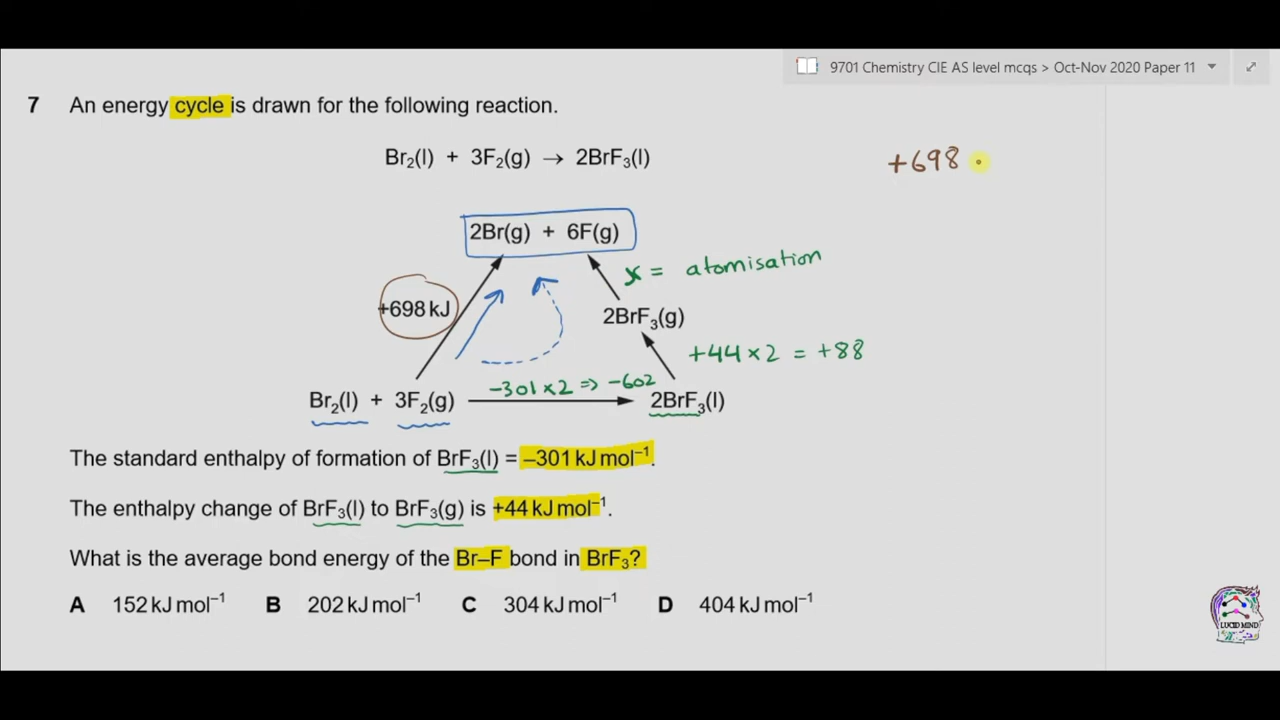 9701 Chemistry CIE AS level mcqs > Oct-Nov 2020 Paper 11
7 An energy cycle is drawn for the following reaction.
Br₂(l) + 3F₂(g) → 2BrF₃(l)
+698
2Br(g) + 6F(g)
x = atomisation
+698 kJ
2BrF₃(g)
+44 × 2 = +88
-301 × 2 => -602
Br₂(l) + 3F₂(g)
2BrF₃(l)
The standard enthalpy of formation of BrF₃(l) = –301 kJ mol⁻¹.
The enthalpy change of BrF₃(l) to BrF₃(g) is +44 kJ mol⁻¹.
What is the average bond energy of the Br–F bond in BrF₃?
A 152 kJ mol⁻¹ B 202 kJ mol⁻¹ C 304 kJ mol⁻¹ D 404 kJ mol⁻¹
LUCID MIND